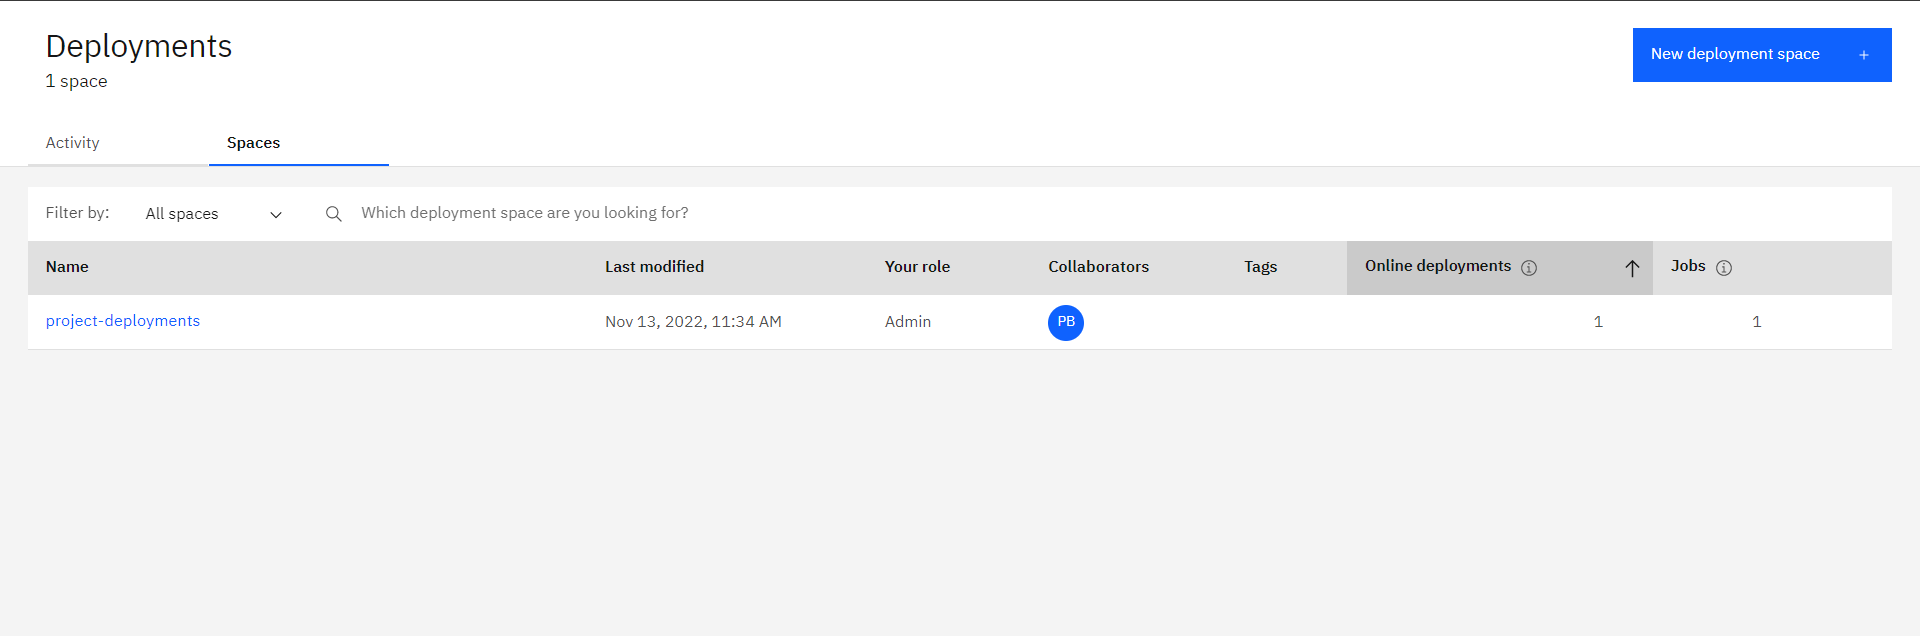 Deployments
1 space
New deployment space +
Activity Spaces
Filter by: All spaces Which deployment space are you looking for?
Name Last modified Your role Collaborators Tags Online deployments Jobs
project-deployments Nov 13, 2022, 11:34 AM Admin PB 1 1